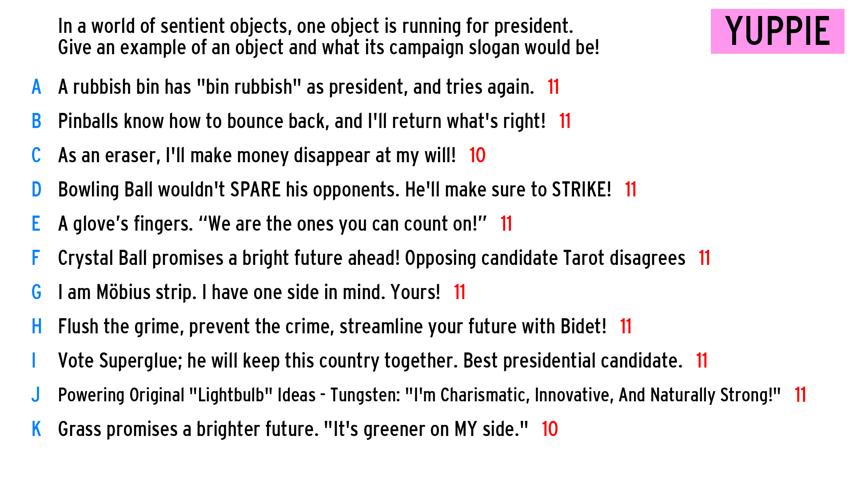 In a world of sentient objects, one object is running for president.
Give an example of an object and what its campaign slogan would be!
YUPPIE
A A rubbish bin has "bin rubbish" as president, and tries again. 11
B Pinballs know how to bounce back, and I'll return what's right! 11
C As an eraser, I'll make money disappear at my will! 10
D Bowling Ball wouldn't SPARE his opponents. He'll make sure to STRIKE! 11
E A glove’s fingers. “We are the ones you can count on!” 11
F Crystal Ball promises a bright future ahead! Opposing candidate Tarot disagrees 11
G I am Möbius strip. I have one side in mind. Yours! 11
H Flush the grime, prevent the crime, streamline your future with Bidet! 11
I Vote Superglue; he will keep this country together. Best presidential candidate. 11
J Powering Original "Lightbulb" Ideas - Tungsten: "I'm Charismatic, Innovative, And Naturally Strong!" 11
K Grass promises a brighter future. "It's greener on MY side." 10